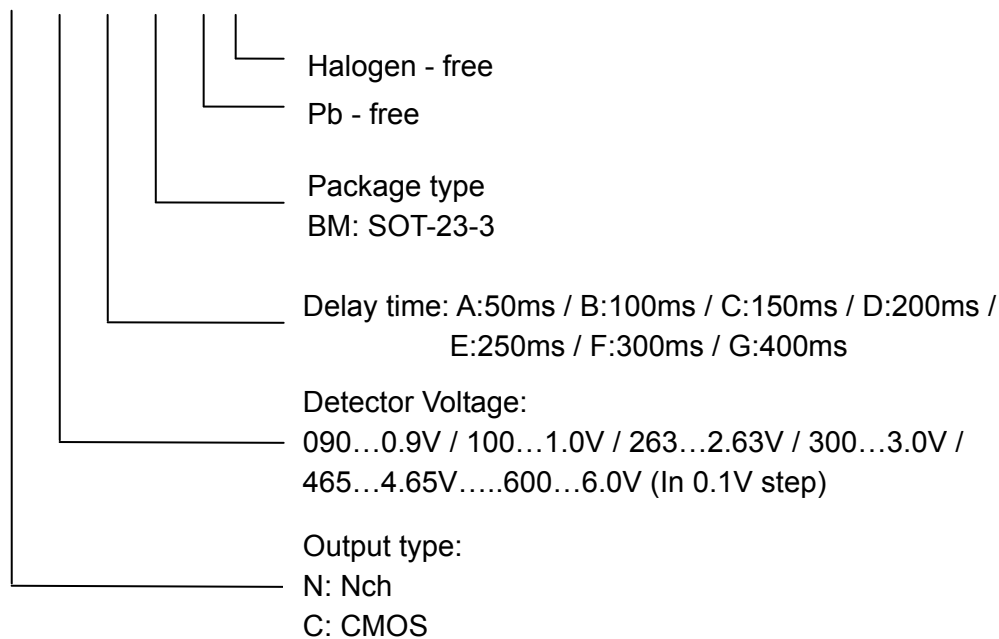 Halogen - free
Pb - free
Package type
BM: SOT-23-3
Delay time: A:50ms / B:100ms / C:150ms / D:200ms /
E:250ms / F:300ms / G:400ms
Detector Voltage:
090…0.9V / 100…1.0V / 263…2.63V / 300…3.0V /
465…4.65V…..600…6.0V (In 0.1V step)
Output type:
N: Nch
C: CMOS